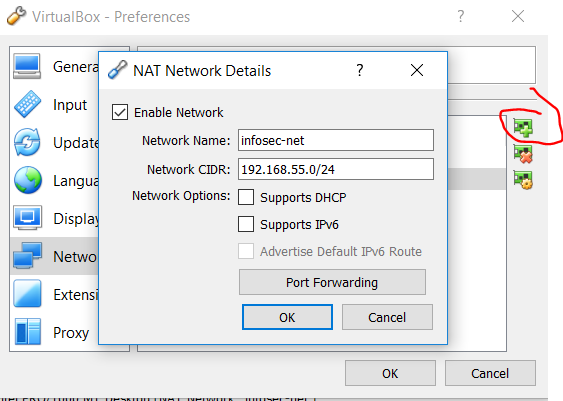 VirtualBox - Preferences
?
General
Input
Update
Langua
Display
Netwo
Extensi
Proxy
NAT Network Details
?
Enable Network
Network Name: infosec-net
Network CIDR: 192.168.55.0/24
Network Options: Supports DHCP
Supports IPv6
Advertise Default IPv6 Route
Port Forwarding
OK
Cancel
OK
Cancel